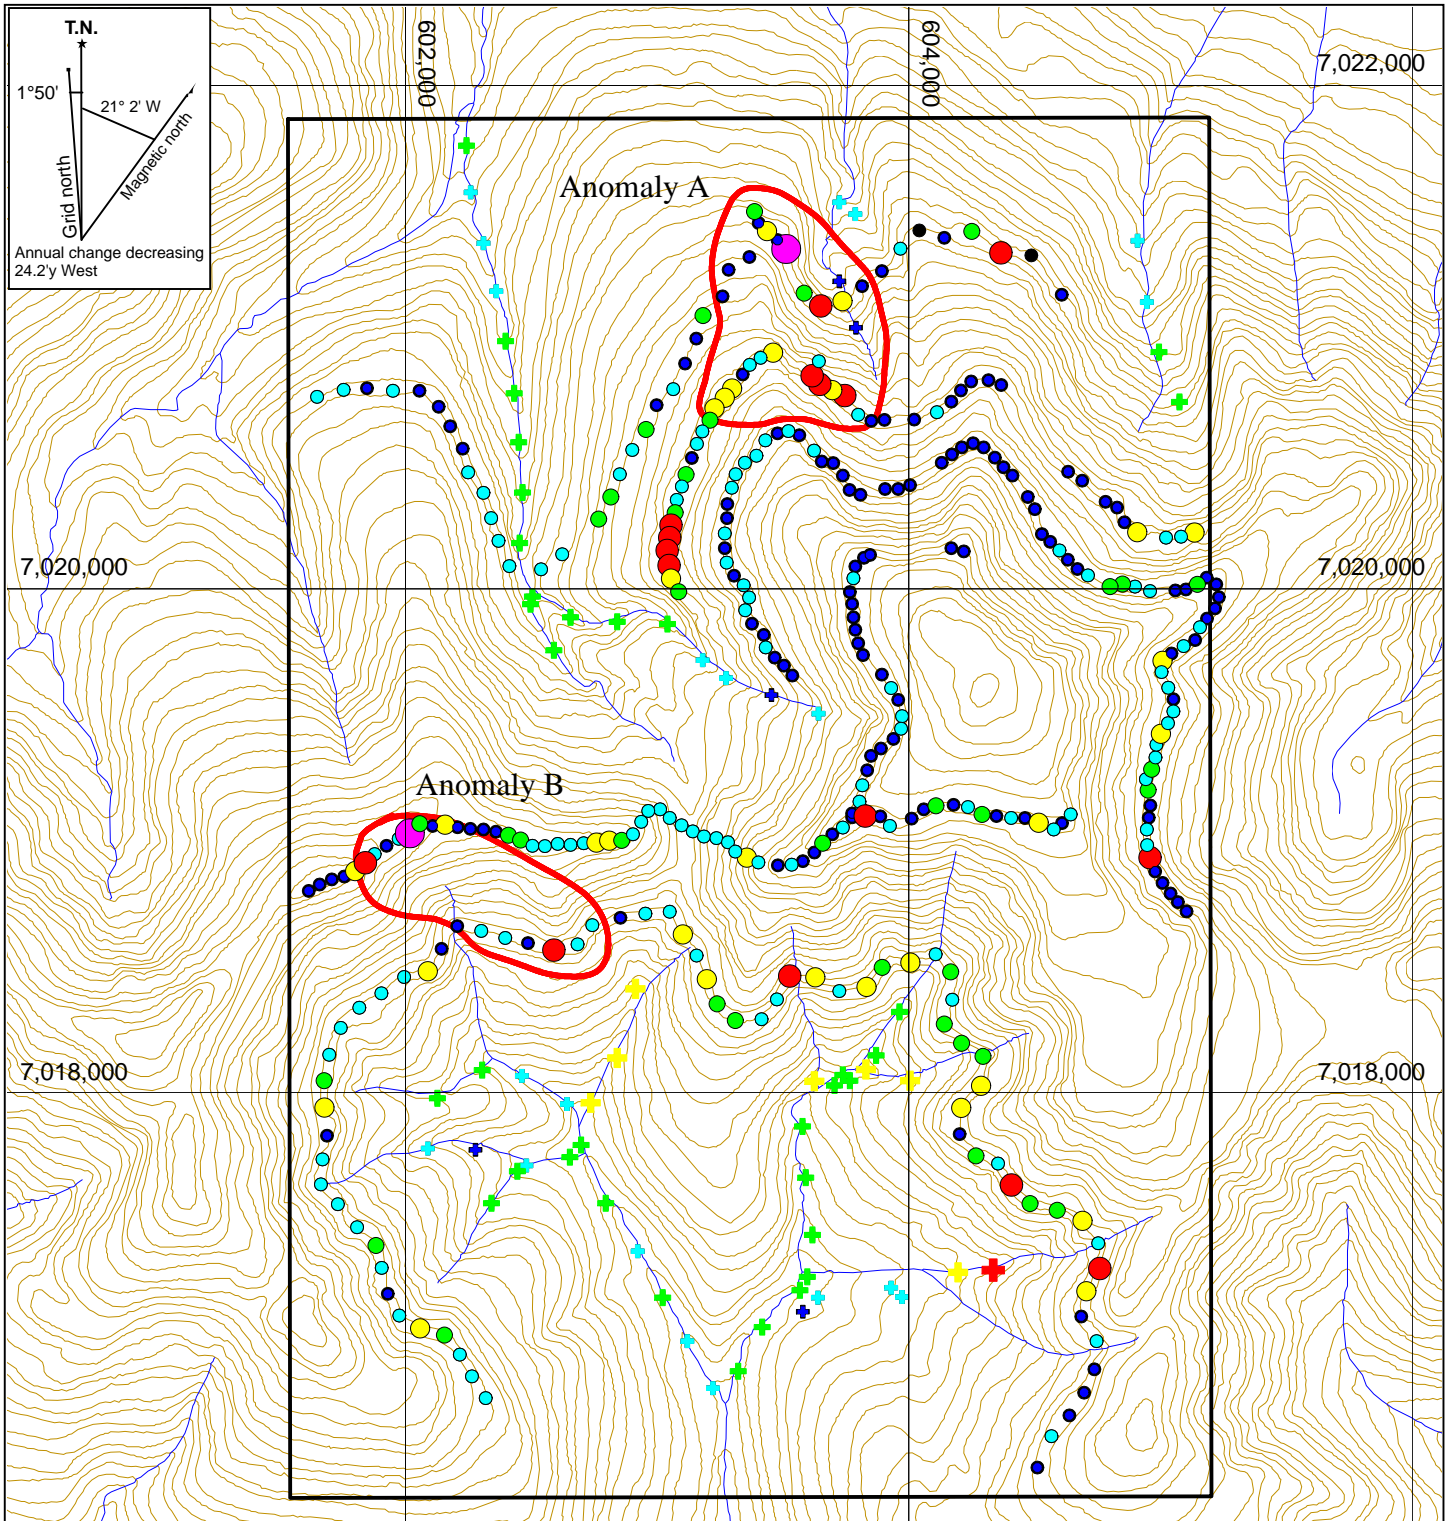 T.N.
1°50'
21° 2' W
Grid north
Magnetic north
Annual change decreasing
24.2'y West
602,000
604,000
7,022,000
Anomaly A
7,020,000
7,020,000
Anomaly B
7,018,000
7,018,000